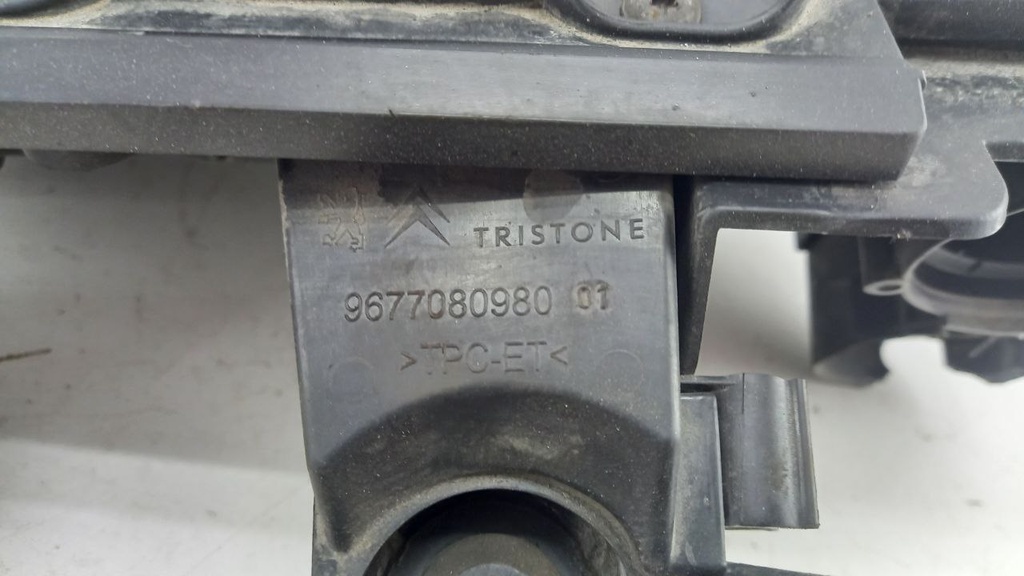 TRISTONE
9677080980 01
>TPC-ET<